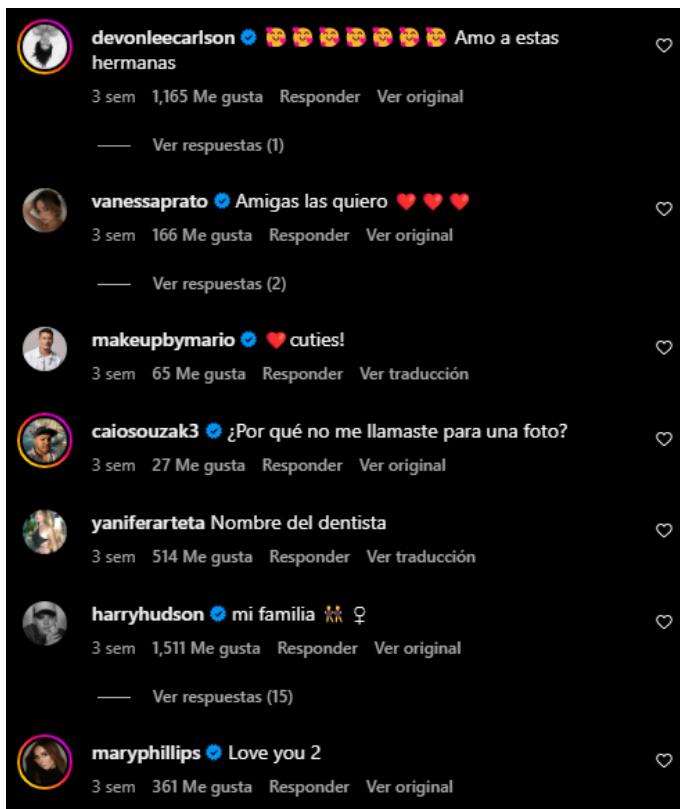 devonleecarlson 🥰 🥰 🥰 🥰 🥰 🥰 🥰 Amo a estas
hermanas
3 sem 1,165 Me gusta Responder Ver original
Ver respuestas (1)
vanessaprato Amigas las quiero ❤️ ❤️ ❤️
3 sem 166 Me gusta Responder Ver original
Ver respuestas (2)
makeupbymario ❤️cuties!
3 sem 65 Me gusta Responder Ver traducción
caiosouzak3 ¿Por qué no me llamaste para una foto?
3 sem 27 Me gusta Responder Ver original
yaniferarteta Nombre del dentista
3 sem 514 Me gusta Responder Ver traducción
harryhudson mi familia 👯 ♀
3 sem 1,511 Me gusta Responder Ver original
Ver respuestas (15)
maryphillips Love you 2
3 sem 361 Me gusta Responder Ver original